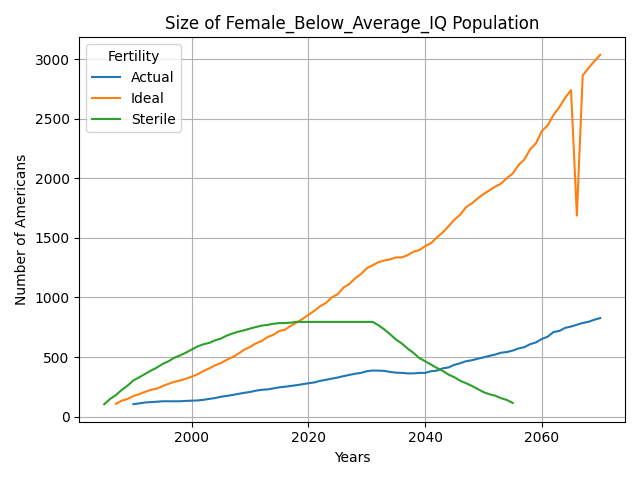 Size of Female_Below_Average_IQ Population
Fertility
Actual
Ideal
Sterile
3000
2500
2000
1500
1000
500
0
Number of Americans
2000
2020
2040
2060
Years